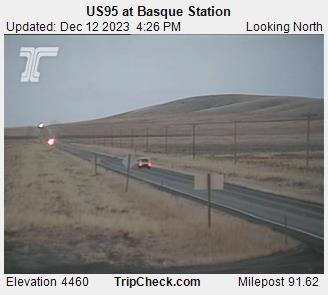 US95 at Basque Station
Updated: Dec 12 2023 4:26 PM Looking North
Elevation 4460 TripCheck.com Milepost 91.62